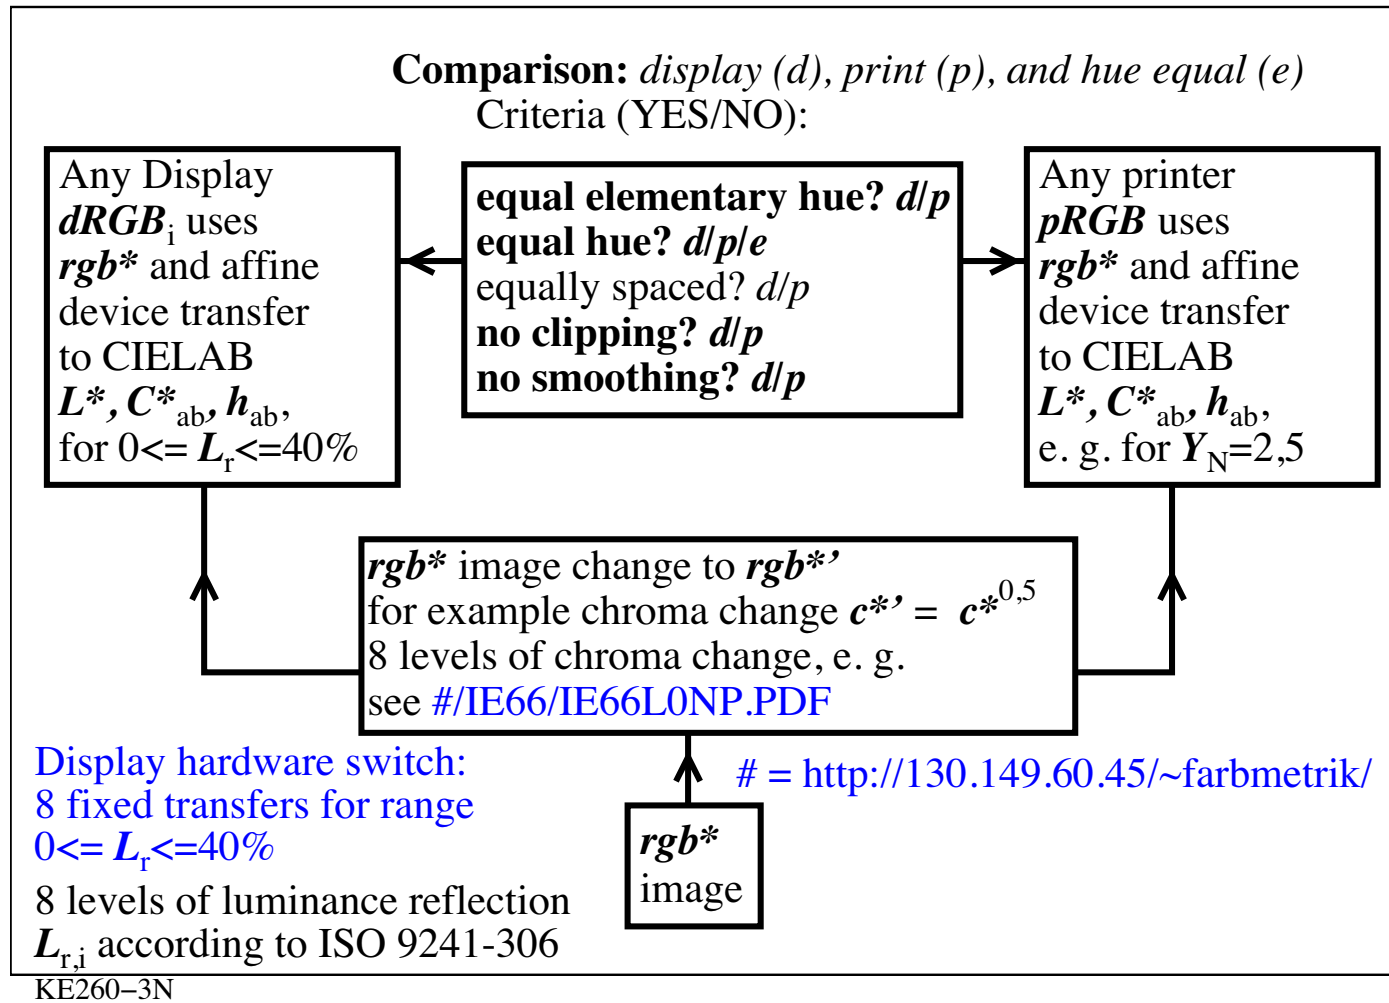 Comparison: display (d), print (p), and hue equal (e)
Criteria (YES/NO):
Any Display
dRGBi uses
rgb* and affine
device transfer
to CIELAB
L*, C*ab, hab,
for 0<= Lr<=40%
equal elementary hue? d/p
equal hue? d/p/e
equally spaced? d/p
no clipping? d/p
no smoothing? d/p
Any printer
pRGB uses
rgb* and affine
device transfer
to CIELAB
L*, C*ab, hab,
e. g. for YN=2,5
rgb* image change to rgb*’
for example chroma change c*’ = c*0,5
8 levels of chroma change, e. g.
see #/IE66/IE66L0NP.PDF
Display hardware switch:
8 fixed transfers for range
0<= Lr<=40%
# = http://130.149.60.45/~farbmetrik/
rgb*
image
8 levels of luminance reflection
Lr,i according to ISO 9241-306
KE260−3N